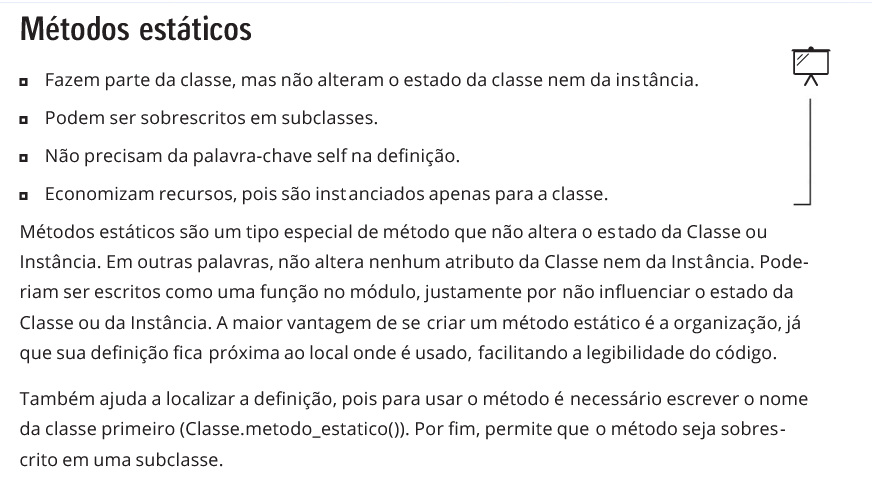 Métodos estáticos
Fazem parte da classe, mas não alteram o estado da classe nem da instância.
Podem ser sobrescritos em subclasses.
Não precisam da palavra-chave self na definição.
Economizam recursos, pois são instanciados apenas para a classe.
Métodos estáticos são um tipo especial de método que não altera o estado da Classe ou
Instância. Em outras palavras, não altera nenhum atributo da Classe nem da Instância. Pode-
riam ser escritos como uma função no módulo, justamente por não influenciar o estado da
Classe ou da Instância. A maior vantagem de se criar um método estático é a organização, já
que sua definição fica próxima ao local onde é usado, facilitando a legibilidade do código.
Também ajuda a localizar a definição, pois para usar o método é necessário escrever o nome
da classe primeiro (Classe.metodo_estatico()). Por fim, permite que o método seja sobres-
crito em uma subclasse.